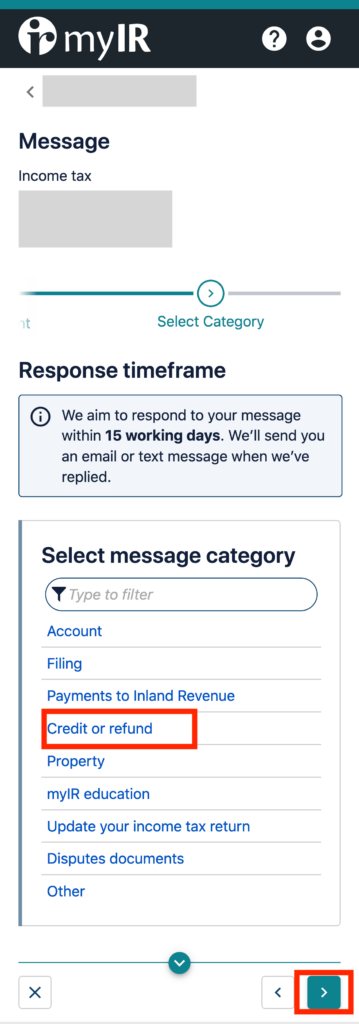 myIR
Message
Income tax
nt
Select Category
Response timeframe
We aim to respond to your message
within 15 working days. We’ll send you
an email or text message when we’ve
replied.
Select message category
Type to filter
Account
Filing
Payments to Inland Revenue
Credit or refund
Property
myIR education
Update your income tax return
Disputes documents
Other